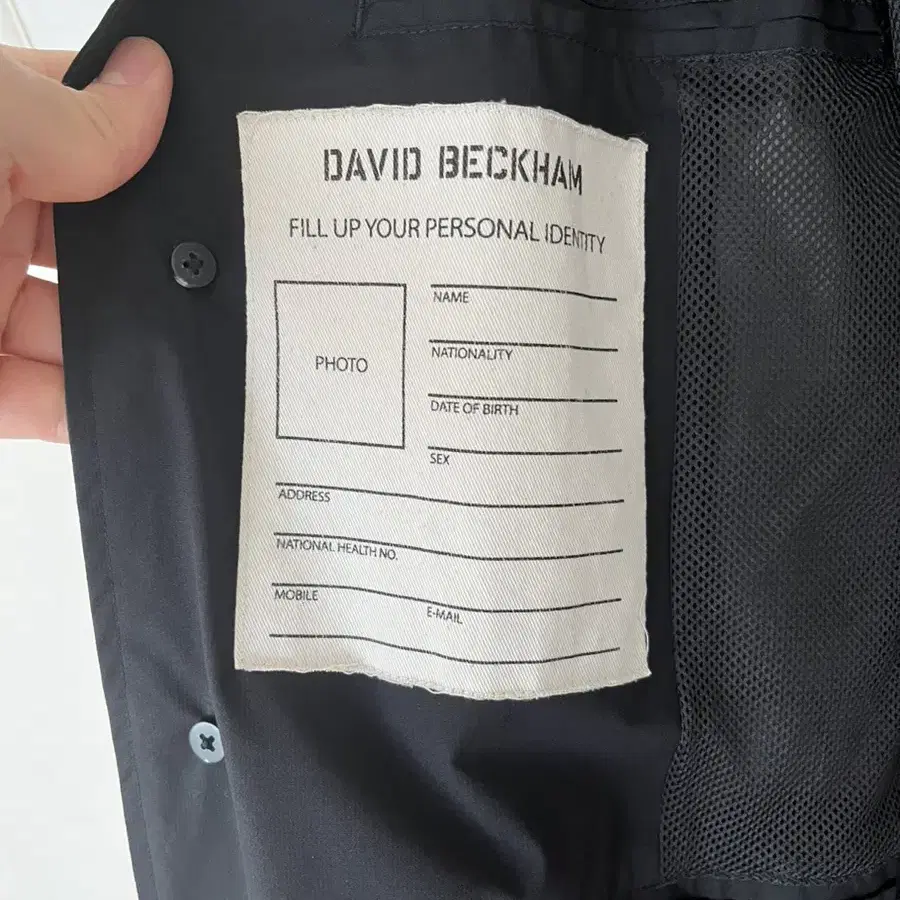 DAVID BECKHAM
FILL UP YOUR PERSONAL IDENTITY
PHOTO
NAME
NATIONALITY
DATE OF BIRTH
SEX
ADDRESS
NATIONAL HEALTH NO.
MOBILE E-MAIL